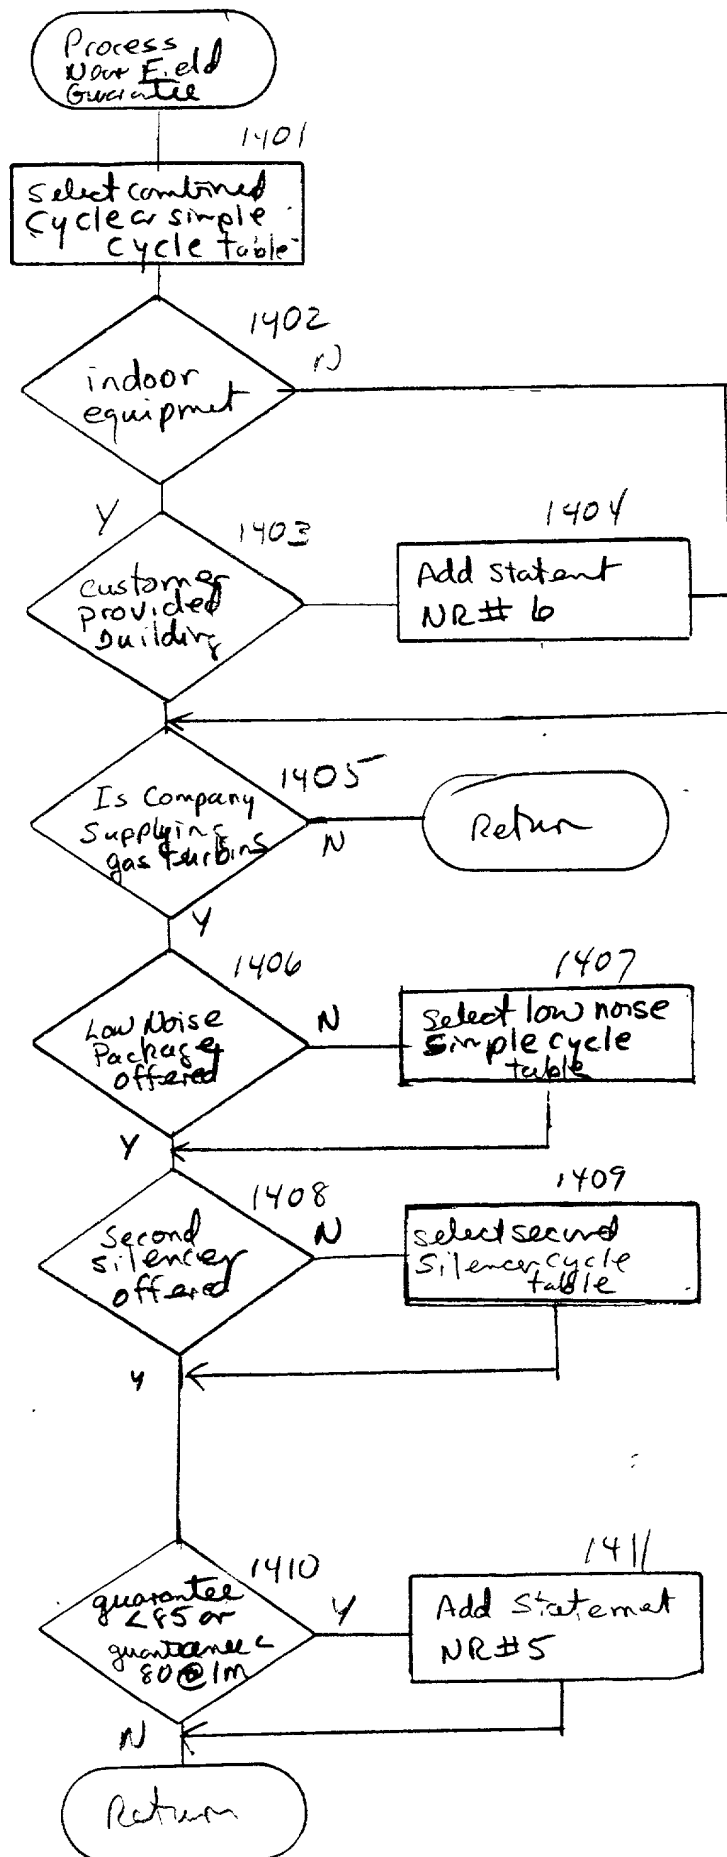 Process
Near Field
Guarantee
1401
select combined
cycle or simple
cycle table
1402
N
indoor
equipmet
Y
1403
1404
customer
provided
building
Add Statent
NR# 6
1405
Is Company
Supplying
gas turbins
N
Return
Y
1406
1407
Low Noise
Package
offered
N
select low noise
simple cycle
table
Y
1408
1409
Second
silencer
offered
N
select second
Silencer cycle
table
Y
1410
1411
guarantee
<85 or
guarantee <
80@1m
Y
Add Statemet
NR#5
N
Return